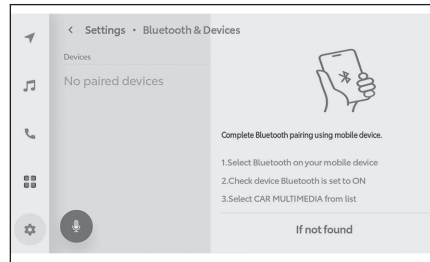 Settings • Bluetooth & Devices
Devices
No paired devices
Complete Bluetooth pairing using mobile device.
1.Select Bluetooth on your mobile device
2.Check device Bluetooth is set to ON
3.Select CAR MULTIMEDIA from list
If not found